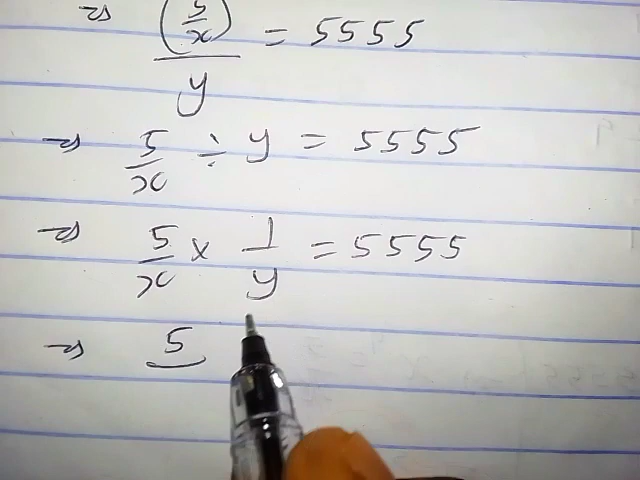 ⇒ (5/x)/y = 5555
⇒ 5/x ÷ y = 5555
⇒ 5/x × 1/y = 5555
⇒ 5/